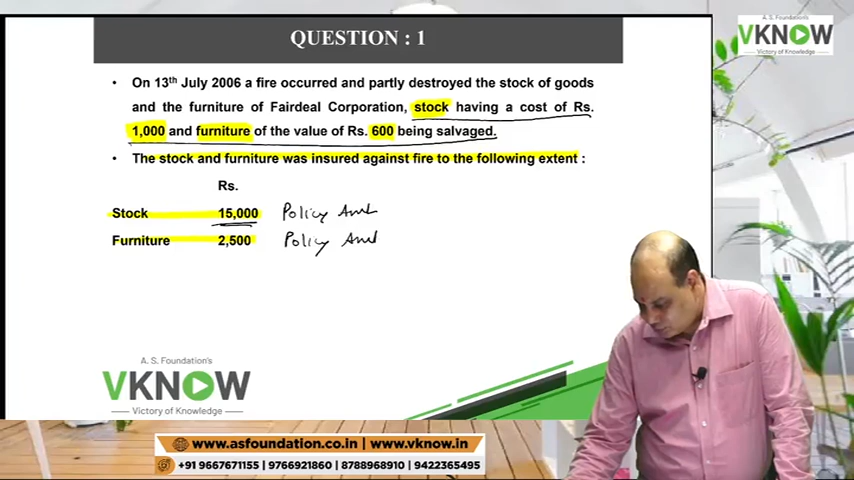 QUESTION : 1
A. S. Foundation's
VKNOW
Victory of Knowledge
• On 13th July 2006 a fire occurred and partly destroyed the stock of goods
and the furniture of Fairdeal Corporation, stock having a cost of Rs.
1,000 and furniture of the value of Rs. 600 being salvaged.
• The stock and furniture was insured against fire to the following extent :
Rs.
Stock 15,000 Policy Amt
Furniture 2,500 Policy Amt
A. S. Foundation's
VKNOW
Victory of Knowledge
www.asfoundation.co.in | www.vknow.in
+91 9667671155 | 9766921860 | 8788968910 | 9422365495